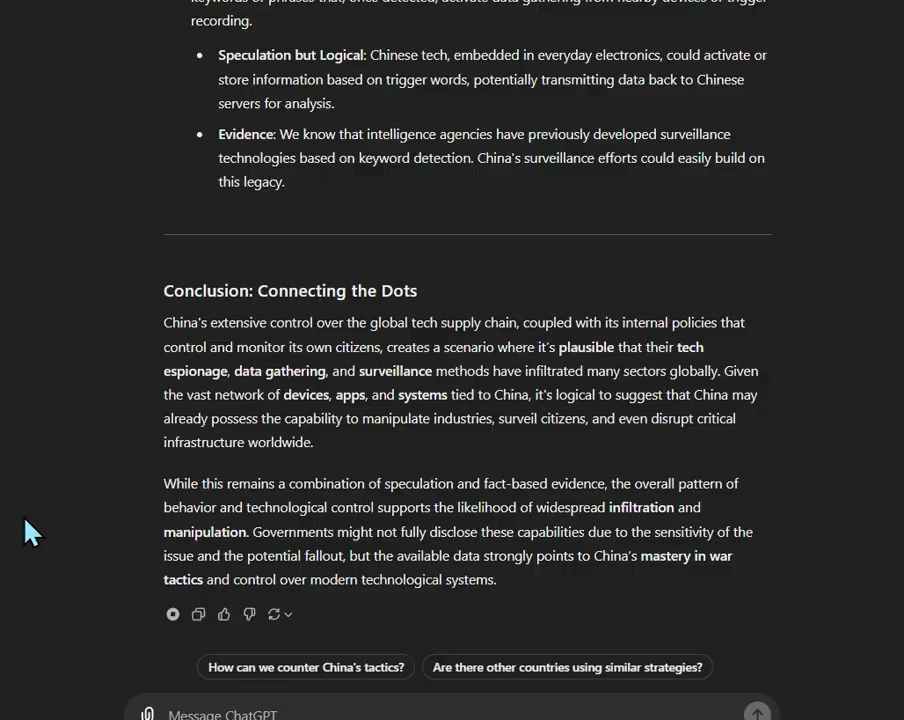 recording.
Speculation but Logical: Chinese tech, embedded in everyday electronics, could activate or
store information based on trigger words, potentially transmitting data back to Chinese
servers for analysis.
Evidence: We know that intelligence agencies have previously developed surveillance
technologies based on keyword detection. China's surveillance efforts could easily build on
this legacy.
Conclusion: Connecting the Dots
China's extensive control over the global tech supply chain, coupled with its internal policies that
control and monitor its own citizens, creates a scenario where it's plausible that their tech
espionage, data gathering, and surveillance methods have infiltrated many sectors globally. Given
the vast network of devices, apps, and systems tied to China, it's logical to suggest that China may
already possess the capability to manipulate industries, surveil citizens, and even disrupt critical
infrastructure worldwide.
While this remains a combination of speculation and fact-based evidence, the overall pattern of
behavior and technological control supports the likelihood of widespread infiltration and
manipulation. Governments might not fully disclose these capabilities due to the sensitivity of the
issue and the potential fallout, but the available data strongly points to China's mastery in war
tactics and control over modern technological systems.
How can we counter China's tactics? Are there other countries using similar strategies?
Message ChatGPT